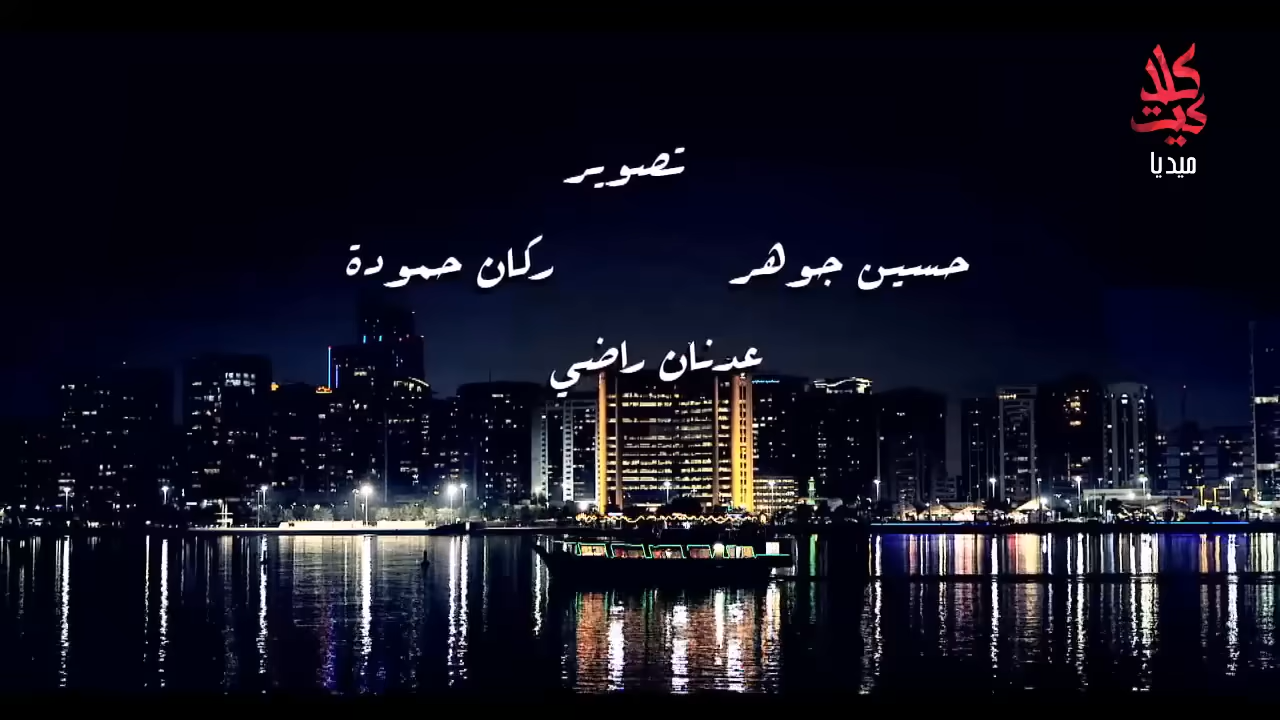 كلاكيت
ميديا
تصوير
حسين جوهر ركان حمودة
عدنان راضي